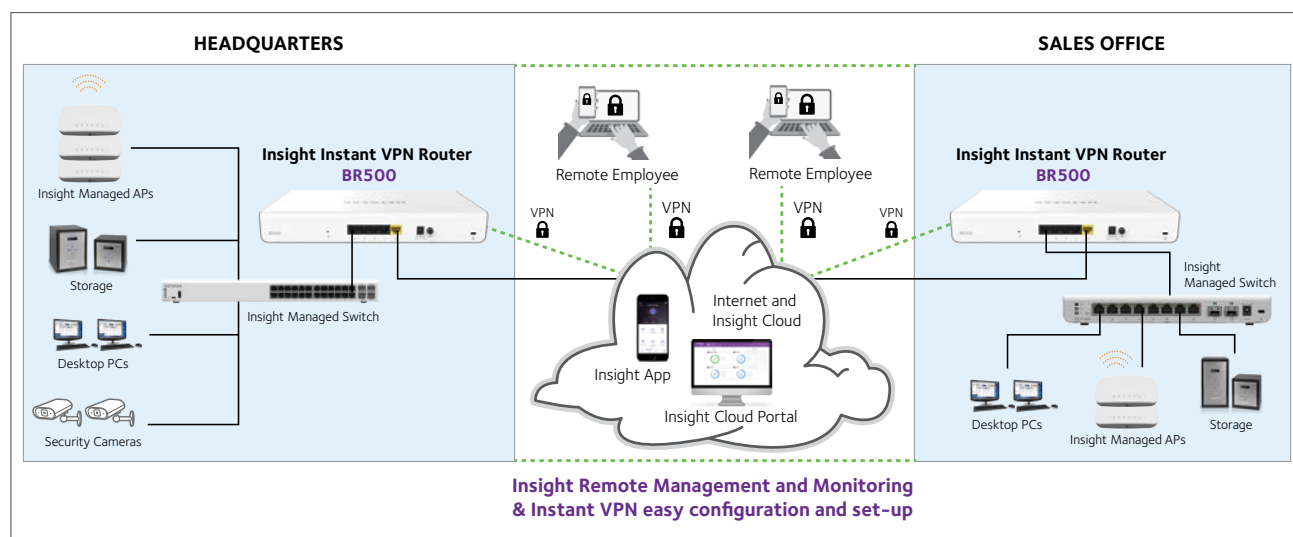 HEADQUARTERS
SALES OFFICE
Insight Managed APs
Storage
Desktop PCs
Security Cameras
Insight Instant VPN Router
BR500
Insight Managed Switch
Remote Employee
Remote Employee
VPN
VPN
VPN
VPN
Internet and
Insight Cloud
Insight App
Insight Cloud Portal
Insight Instant VPN Router
BR500
Insight
Managed Switch
Desktop PCs
Insight Managed APs
Storage
Insight Remote Management and Monitoring
& Instant VPN easy configuration and set-up